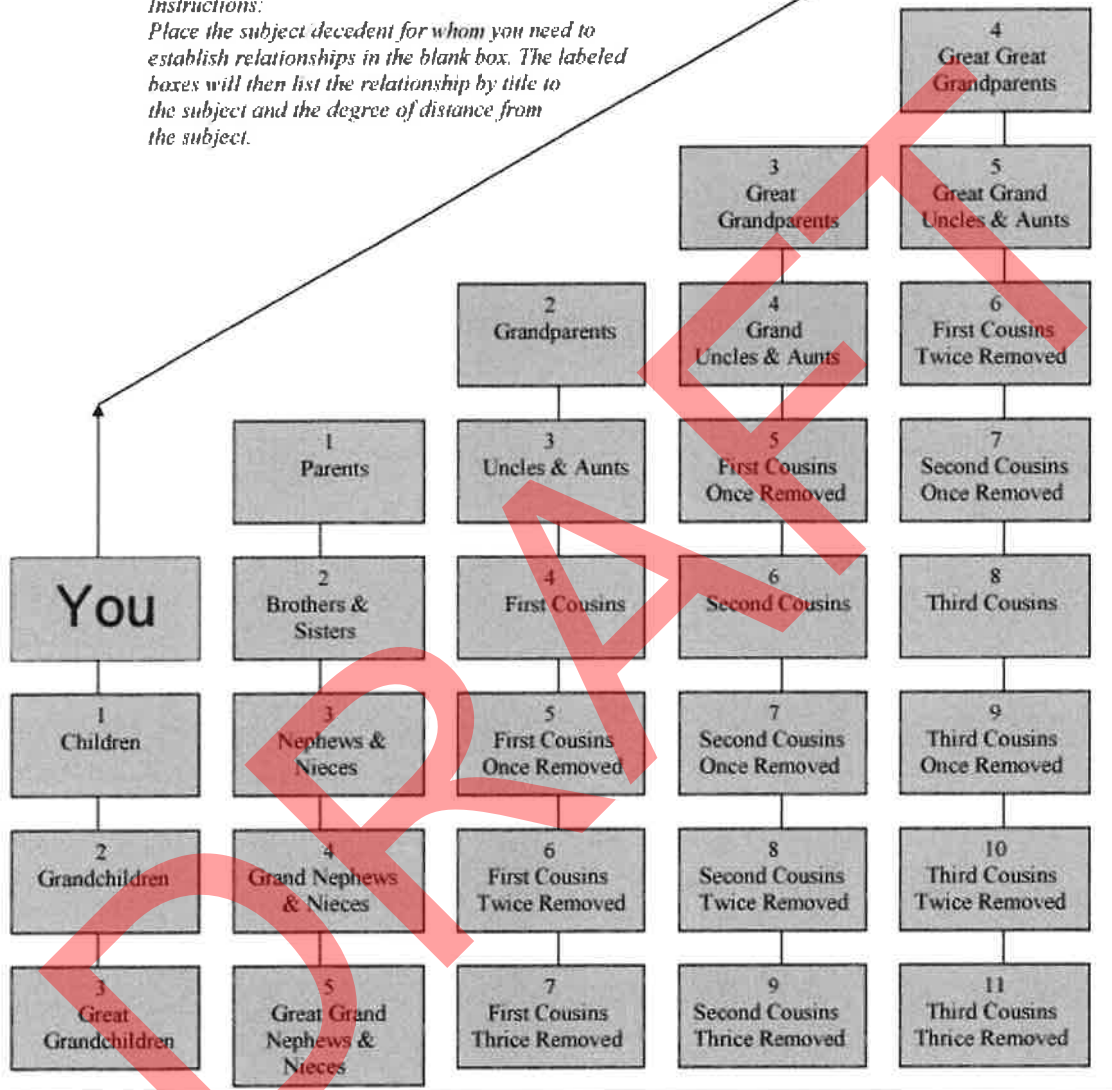 Instructions:
Place the subject decedent for whom you need to
establish relationships in the blank box. The labeled
boxes will then list the relationship by title to
the subject and the degree of distance from
the subject.
4
Great Great
Grandparents
3
Great
Grandparents
5
Great Grand
Uncles & Aunts
2
Grandparents
4
Grand
Uncles & Aunts
6
First Cousins
Twice Removed
1
Parents
3
Uncles & Aunts
5
First Cousins
Once Removed
7
Second Cousins
Once Removed
You
2
Brothers &
Sisters
4
First Cousins
6
Second Cousins
8
Third Cousins
1
Children
3
Nephews &
Nieces
5
First Cousins
Once Removed
7
Second Cousins
Once Removed
9
Third Cousins
Once Removed
2
Grandchildren
4
Grand Nephews
& Nieces
6
First Cousins
Twice Removed
8
Second Cousins
Twice Removed
10
Third Cousins
Twice Removed
3
Great
Grandchildren
5
Great Grand
Nephews &
Nieces
7
First Cousins
Thrice Removed
9
Second Cousins
Thrice Removed
11
Third Cousins
Thrice Removed
DRAFT